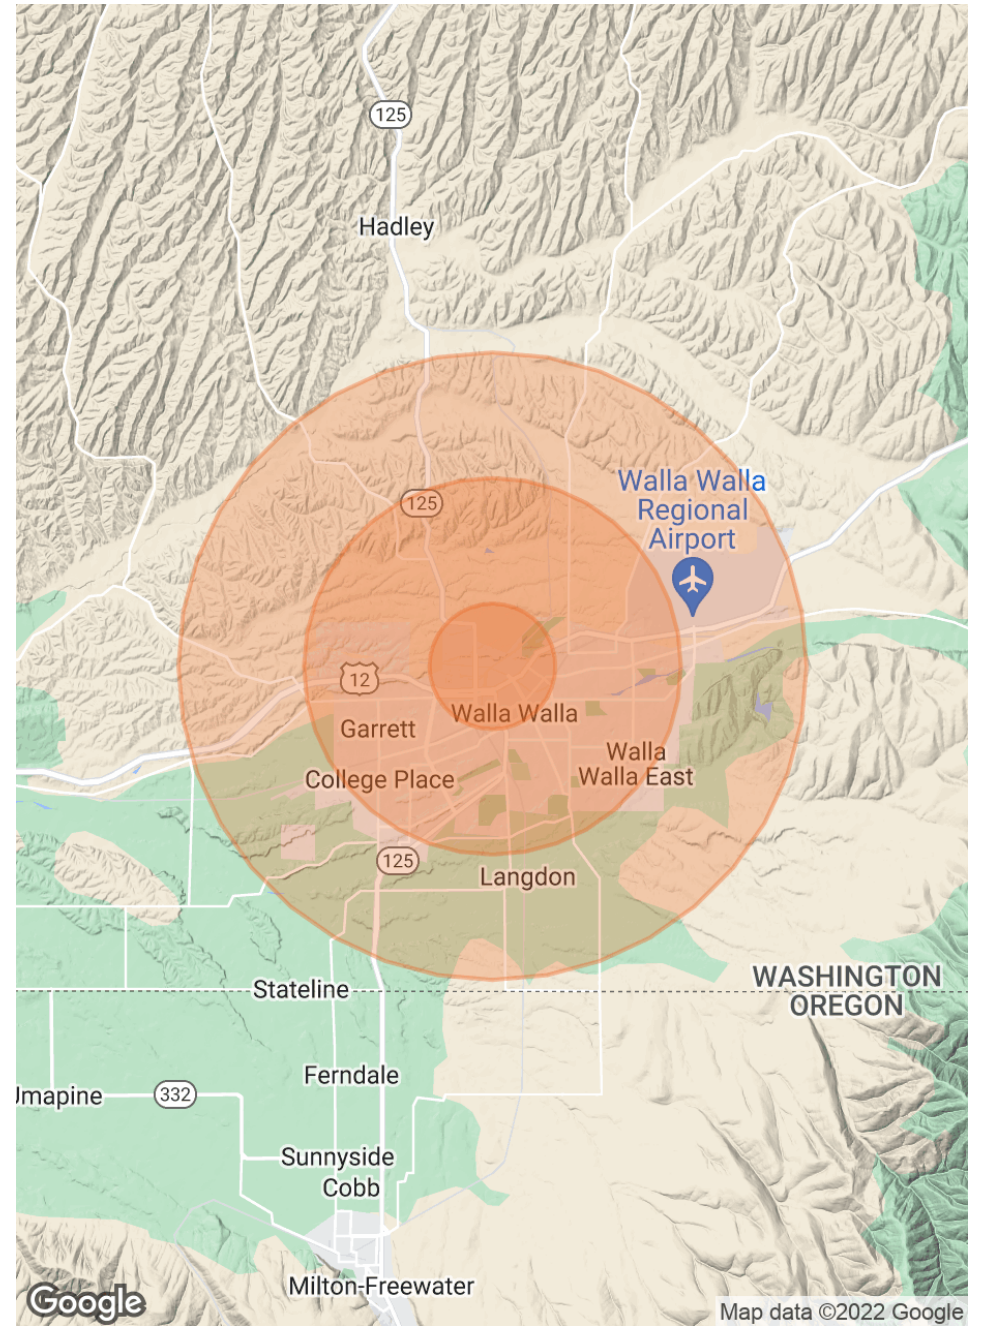 125
Hadley
Walla Walla
Regional
Airport
125
12
Walla Walla
Garrett
Walla
Walla East
College Place
125
Langdon
WASHINGTON
OREGON
Stateline
Ferndale
Umapine
332
Sunnyside
Cobb
Milton-Freewater
Google
Map data ©2022 Google